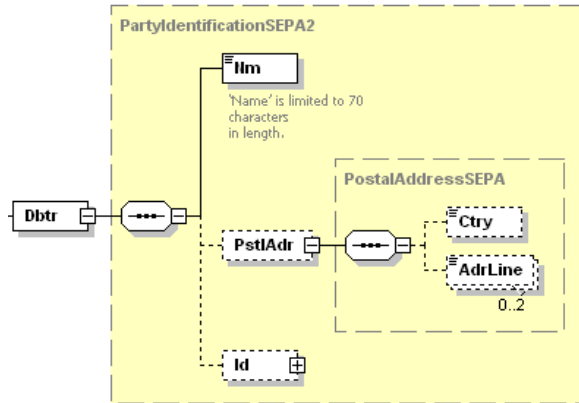 PartyIdentificationSEPA2
Nm
'Name' is limited to 70
characters
in length.
PostalAddressSEPA
Dbtr
PstlAdr
Ctry
AdrLine
0..2
Id